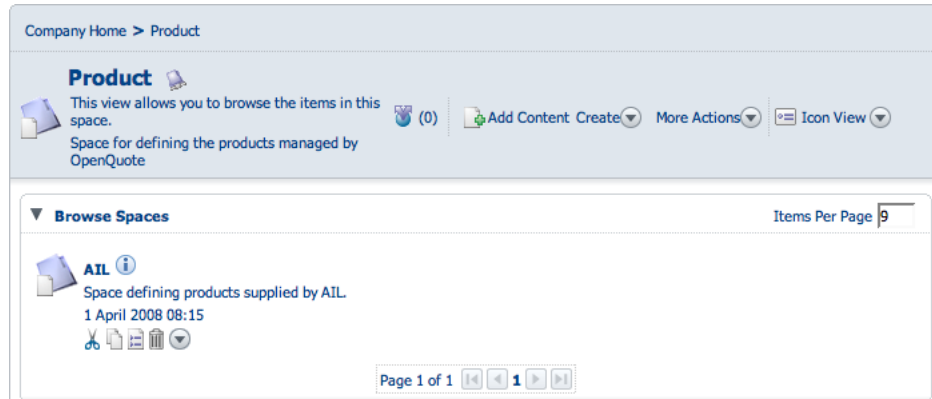 Company Home > Product
Product
This view allows you to browse the items in this
space.
Space for defining the products managed by
OpenQuote
(0)
Add Content Create More Actions Icon View
Browse Spaces
Items Per Page 9
AIL
Space defining products supplied by AIL.
1 April 2008 08:15
Page 1 of 1 1